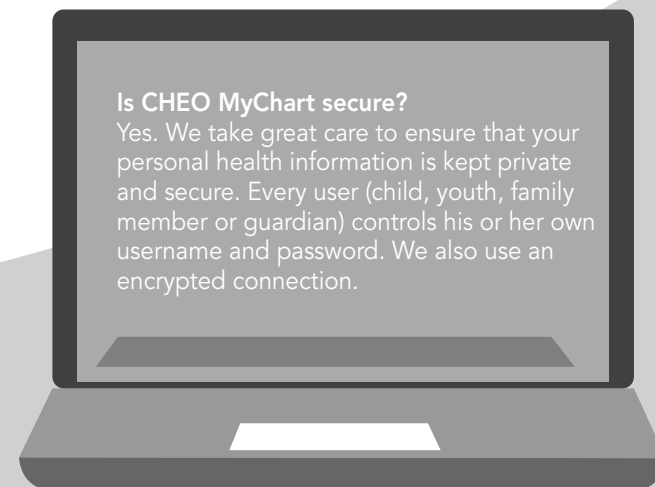 Is CHEO MyChart secure?
Yes. We take great care to ensure that your
personal health information is kept private
and secure. Every user (child, youth, family
member or guardian) controls his or her own
username and password. We also use an
encrypted connection.